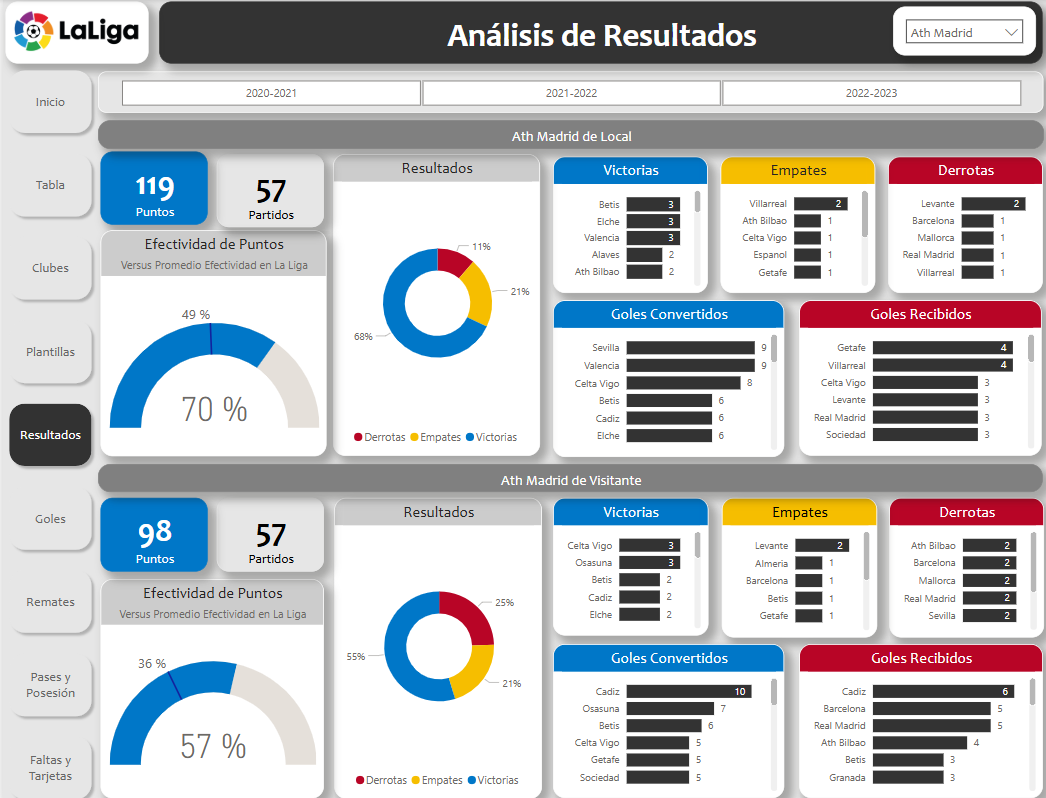 LaLiga
Análisis de Resultados
Ath Madrid
2020-2021
2021-2022
2022-2023
Inicio
Tabla
Clubes
Plantillas
Resultados
Goles
Remates
Pases y
Posesión
Faltas y
Tarjetas
Ath Madrid de Local
119
Puntos
57
Partidos
Efectividad de Puntos
Versus Promedio Efectividad en La Liga
49 %
70 %
Resultados
11%
21%
68%
Derrotas Empates Victorias
Victorias
Betis 3
Elche 3
Valencia 3
Alaves 2
Ath Bilbao 2
Empates
Villarreal 2
Ath Bilbao 1
Celta Vigo 1
Espanol 1
Getafe 1
Derrotas
Levante 2
Barcelona 1
Mallorca 1
Real Madrid 1
Villarreal 1
Goles Convertidos
Sevilla 9
Valencia 9
Celta Vigo 8
Betis 6
Cadiz 6
Elche 6
Goles Recibidos
Getafe 4
Villarreal 4
Celta Vigo 3
Levante 3
Real Madrid 3
Sociedad 3
Ath Madrid de Visitante
98
Puntos
57
Partidos
Efectividad de Puntos
Versus Promedio Efectividad en La Liga
36 %
57 %
Resultados
25%
55%
21%
Derrotas Empates Victorias
Victorias
Celta Vigo 3
Osasuna 3
Betis 2
Cadiz 2
Elche 2
Empates
Levante 2
Almeria 1
Barcelona 1
Betis 1
Getafe 1
Derrotas
Ath Bilbao 2
Barcelona 2
Mallorca 2
Real Madrid 2
Sevilla 2
Goles Convertidos
Cadiz 10
Osasuna 7
Betis 6
Celta Vigo 5
Getafe 5
Sociedad 5
Goles Recibidos
Cadiz 6
Barcelona 5
Real Madrid 5
Ath Bilbao 4
Betis 3
Granada 3